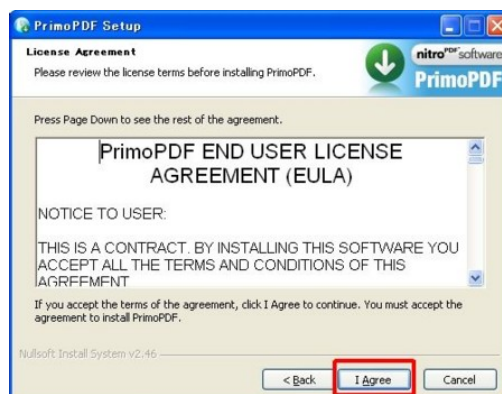 PrimoPDF Setup
License Agreement
Please review the license terms before installing PrimoPDF.
nitro PDF software
PrimoPDF
Press Page Down to see the rest of the agreement.
PrimoPDF END USER LICENSE
AGREEMENT (EULA)
NOTICE TO USER:
THIS IS A CONTRACT. BY INSTALLING THIS SOFTWARE YOU
ACCEPT ALL THE TERMS AND CONDITIONS OF THIS
AGREEMENT
If you accept the terms of the agreement, click I Agree to continue. You must accept the
agreement to install PrimoPDF.
Nullsoft Install System v2.46
< Back I Agree Cancel